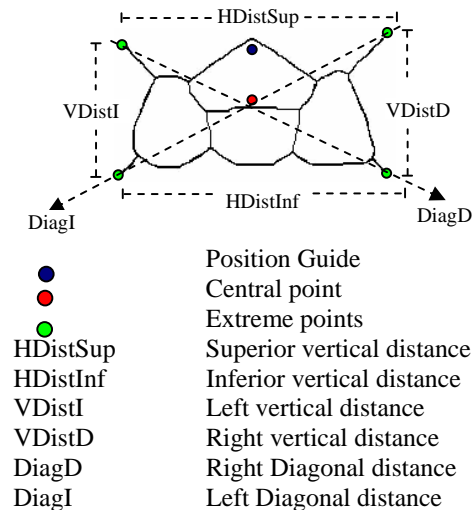 HDistSup
VDistI
VDistD
HDistInf
DiagI
DiagD
Position Guide
Central point
Extreme points
HDistSup Superior vertical distance
HDistInf Inferior vertical distance
VDistI Left vertical distance
VDistD Right vertical distance
DiagD Right Diagonal distance
DiagI Left Diagonal distance